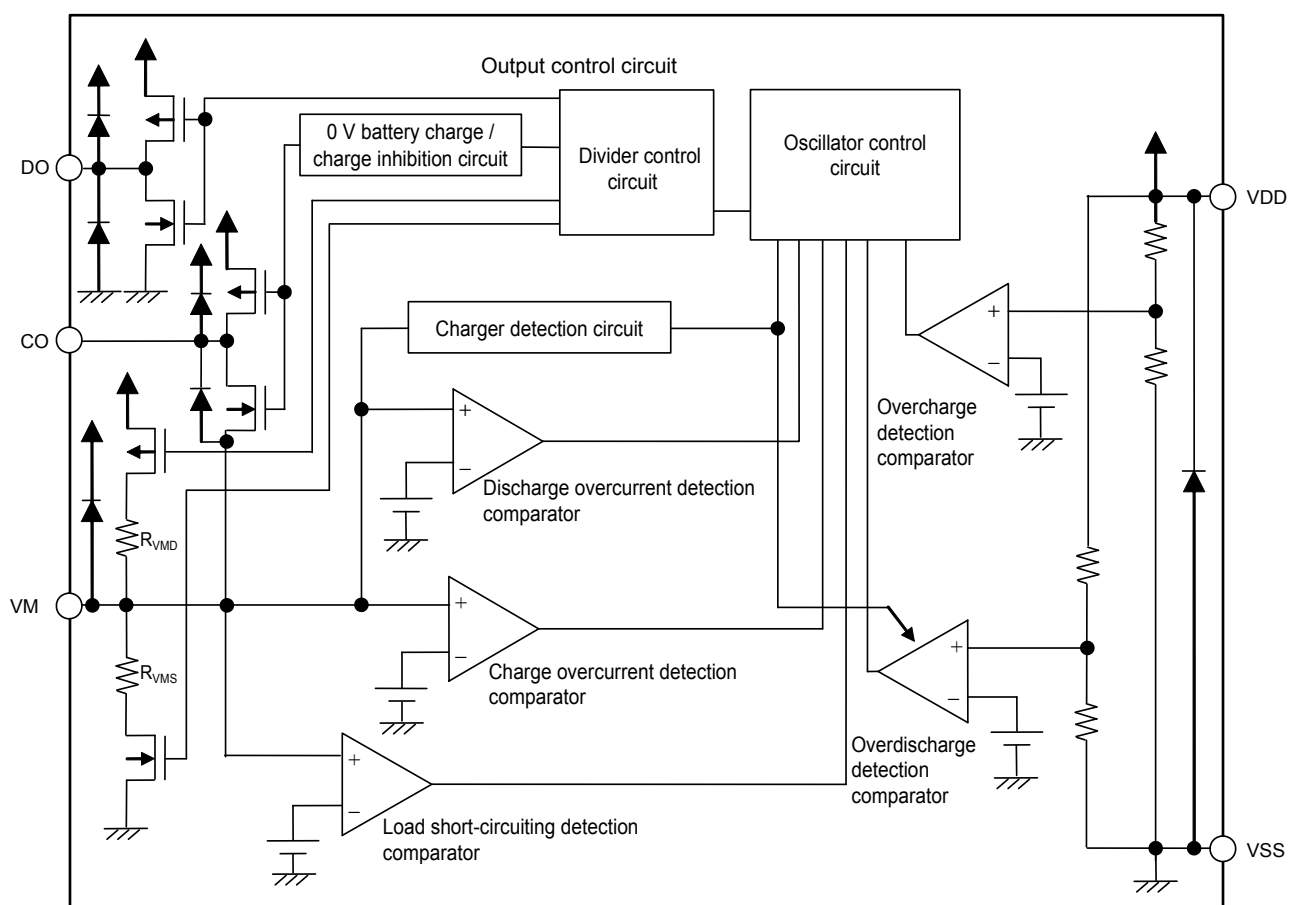 Output control circuit
0 V battery charge /
charge inhibition circuit
Divider control
circuit
Oscillator control
circuit
DO
VDD
CO
Charger detection circuit
+
−
Overcharge
detection
comparator
+
−
Discharge overcurrent detection
comparator
RVMD
VM
+
−
Charge overcurrent detection
comparator
RVMS
+
−
Overdischarge
detection
comparator
+
−
Load short-circuiting detection
comparator
VSS